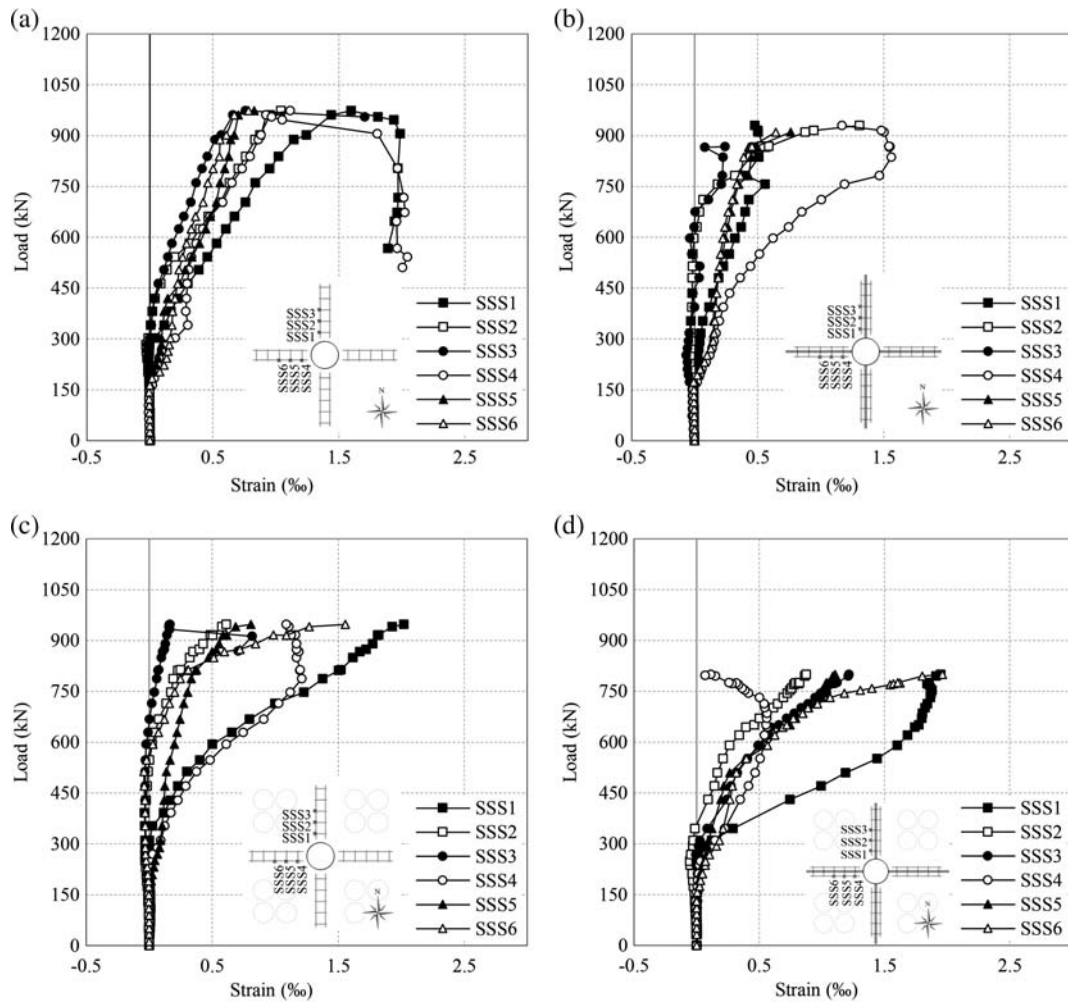 (a)
1200
1050
900
750
600
450
300
150
0
Load (kN)
-0.5 0 0.5 1.5 2.5
Strain (‰)
SSS3
SSS2
SSS1
SSS6
SSS5
SSS4
N
SSS1
SSS2
SSS3
SSS4
SSS5
SSS6
(b)
1200
1050
900
750
600
450
300
150
0
Load (kN)
-0.5 0 0.5 1.5 2.5
Strain (‰)
SSS3
SSS2
SSS1
SSS6
SSS5
SSS4
N
SSS1
SSS2
SSS3
SSS4
SSS5
SSS6
(c)
1200
1050
900
750
600
450
300
150
0
Load (kN)
-0.5 0 0.5 1.5 2.5
Strain (‰)
SSS3
SSS2
SSS1
SSS6
SSS5
SSS4
N
SSS1
SSS2
SSS3
SSS4
SSS5
SSS6
(d)
1200
1050
900
750
600
450
300
150
0
Load (kN)
-0.5 0 0.5 1.5 2.5
Strain (‰)
SSS3
SSS2
SSS1
SSS6
SSS5
SSS4
N
SSS1
SSS2
SSS3
SSS4
SSS5
SSS6